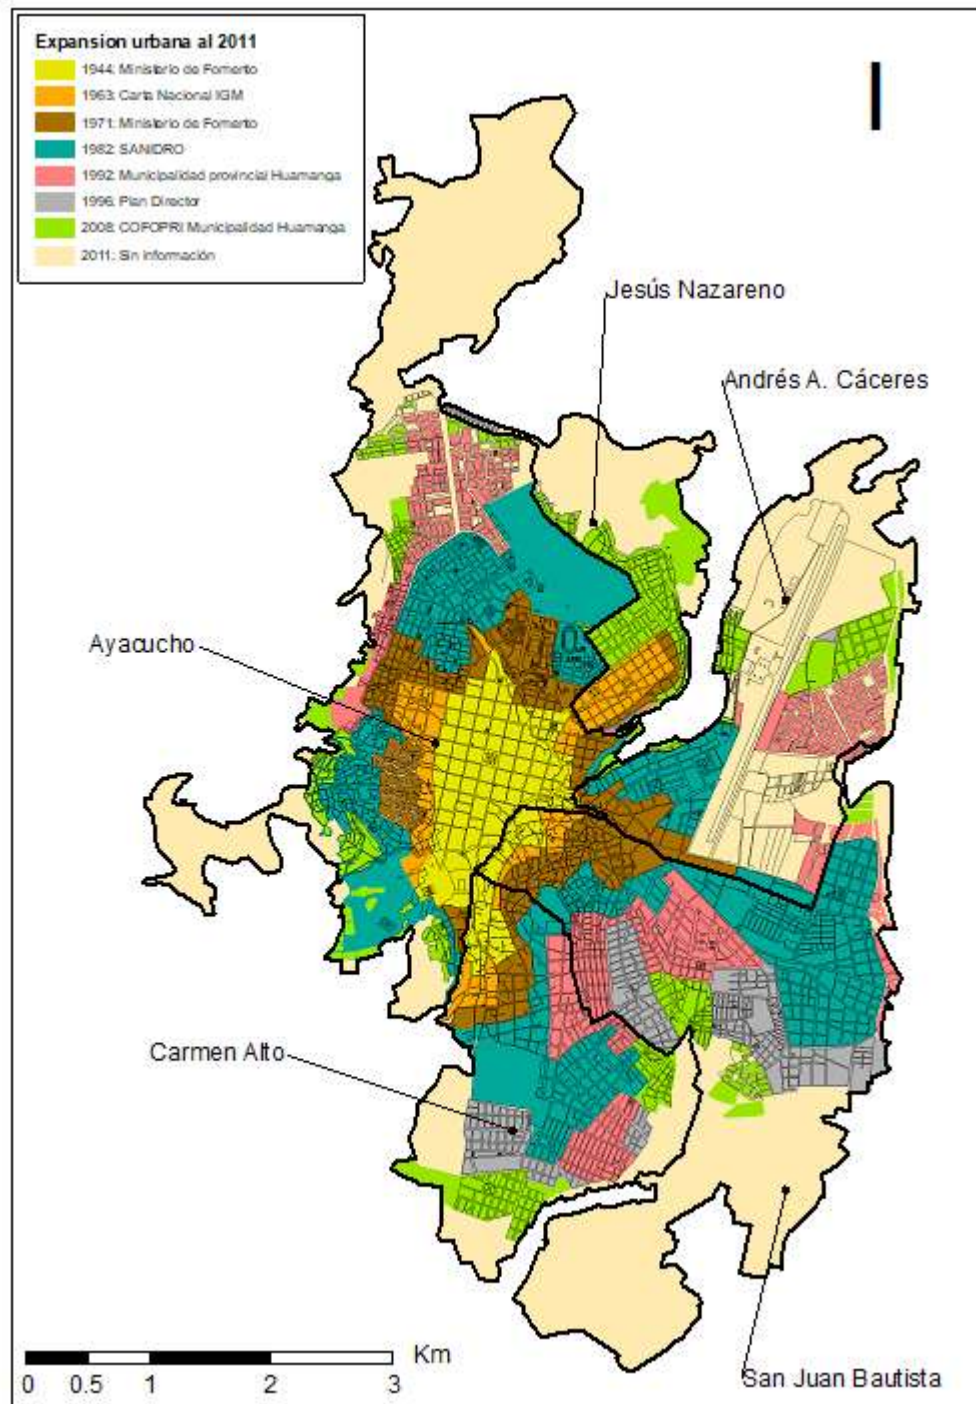 Expansion urbana al 2011
1944: Ministerio de Fomerto
1963: Carta Nacional IGM
1971: Ministerio de Fomerto
1982: SANIDRO
1992: Municipalidad provincial Huamanga
1996: Plan Director
2008: COFOPRI Municipalidad Huamanga
2011: Sin información
Jesús Nazareno
Andrés A. Cáceres
Ayacucho
Carmen Alto
Km
0 0.5 1 2 3
San Juan Bautista